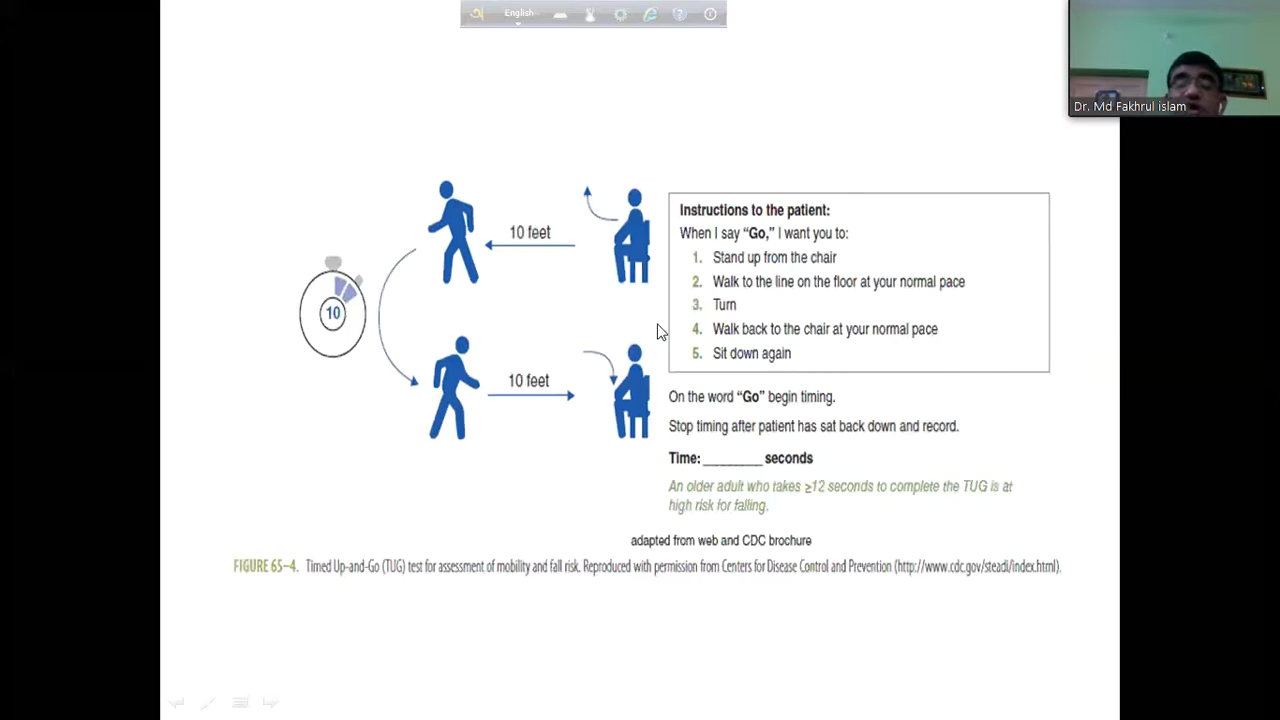 English
Dr. Md Fakhrul islam
10 feet
10
10 feet
Instructions to the patient:
When I say “Go,” I want you to:
1. Stand up from the chair
2. Walk to the line on the floor at your normal pace
3. Turn
4. Walk back to the chair at your normal pace
5. Sit down again
On the word “Go” begin timing.
Stop timing after patient has sat back down and record.
Time:________ seconds
An older adult who takes ≥12 seconds to complete the TUG is at
high risk for falling.
adapted from web and CDC brochure
FIGURE 65–4. Timed Up-and-Go (TUG) test for assessment of mobility and fall risk. Reproduced with permission from Centers for Disease Control and Prevention (http://www.cdc.gov/steadi/index.html).